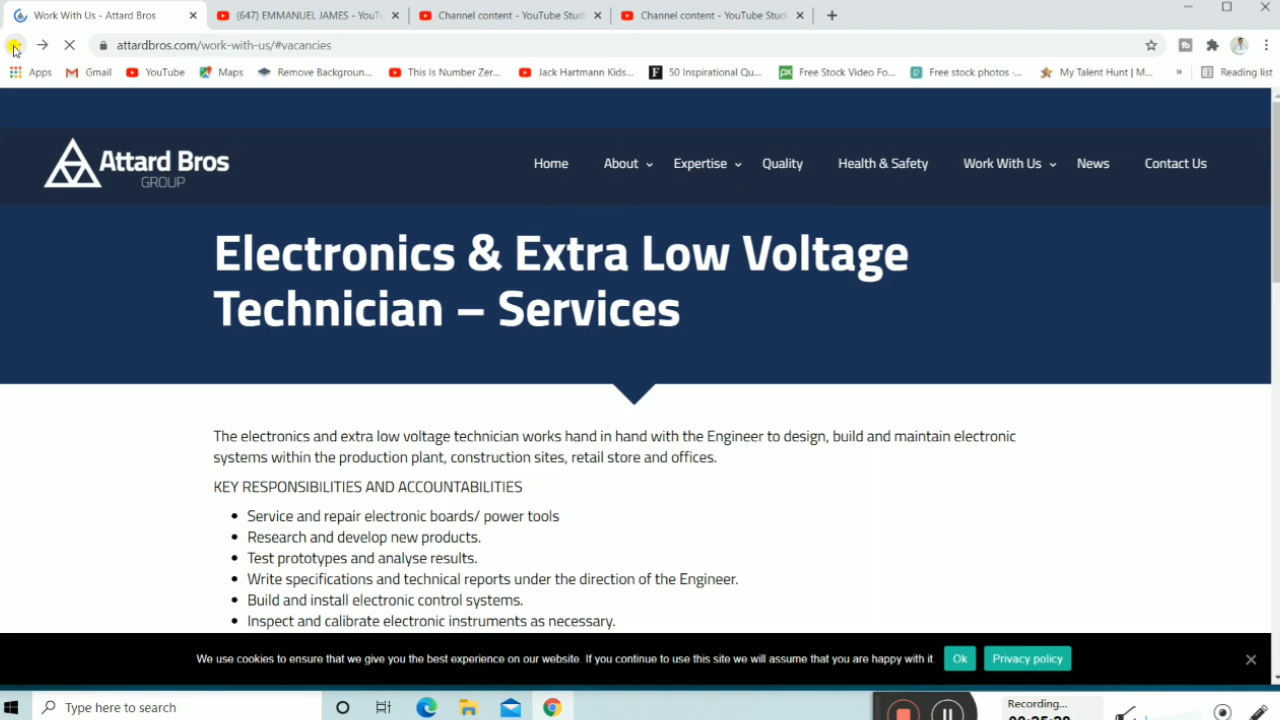 Work With Us - Attard Bros
(647) EMMANUEL JAMES - YouTu
Channel content - YouTube Studi
Channel content - YouTube Studi
attardbros.com/work-with-us/#vacancies
Apps Gmail YouTube Maps Remove Backgroun... This Is Number Zer... Jack Hartmann Kids... 50 Inspirational Qu... Free Stock Video Fo... Free stock photos -... My Talent Hunt | M... » Reading list
Attard Bros
GROUP
Home About Expertise Quality Health & Safety Work With Us News Contact Us
Electronics & Extra Low Voltage
Technician – Services
The electronics and extra low voltage technician works hand in hand with the Engineer to design, build and maintain electronic
systems within the production plant, construction sites, retail store and offices.
KEY RESPONSIBILITIES AND ACCOUNTABILITIES
• Service and repair electronic boards/ power tools
• Research and develop new products.
• Test prototypes and analyse results.
• Write specifications and technical reports under the direction of the Engineer.
• Build and install electronic control systems.
• Inspect and calibrate electronic instruments as necessary.
We use cookies to ensure that we give you the best experience on our website. If you continue to use this site we will assume that you are happy with it. Ok Privacy policy
Type here to search
Recording...